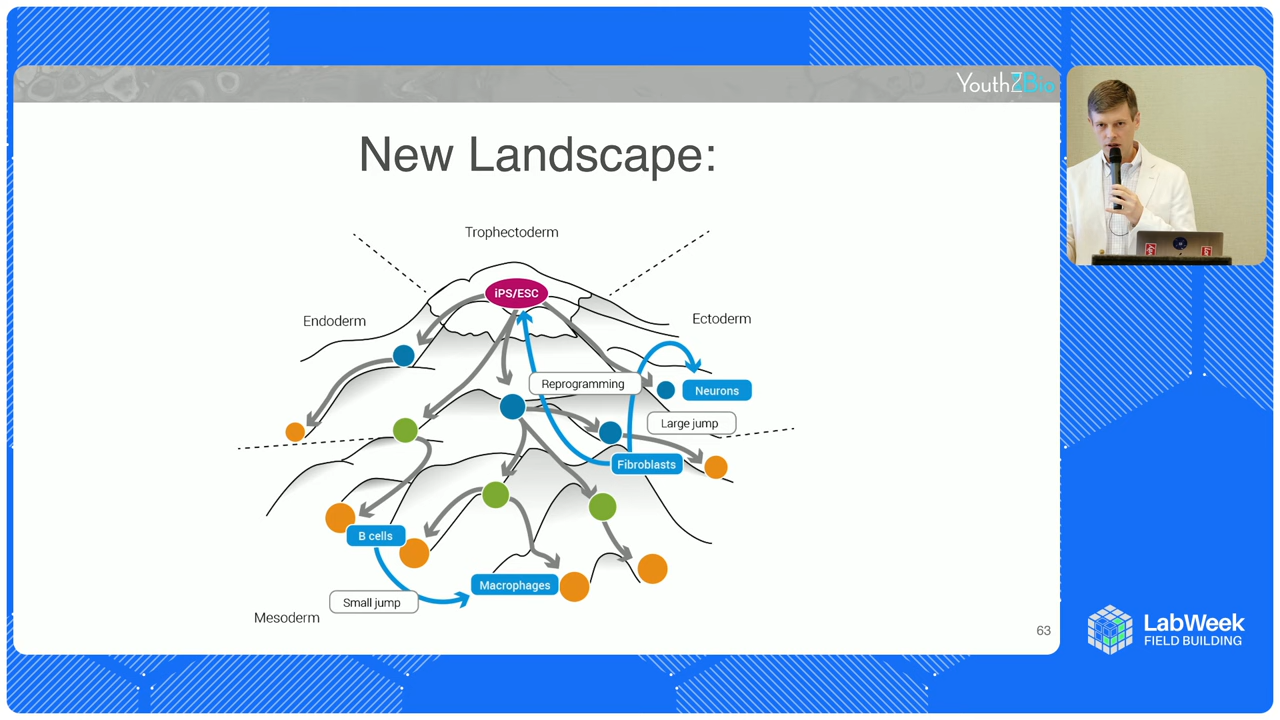 YouthZBio
New Landscape:
Trophectoderm
iPS/ESC
Endoderm
Ectoderm
Reprogramming
Neurons
Large jump
Fibroblasts
B cells
Macrophages
Small jump
Mesoderm
63
LabWeek
FIELD BUILDING